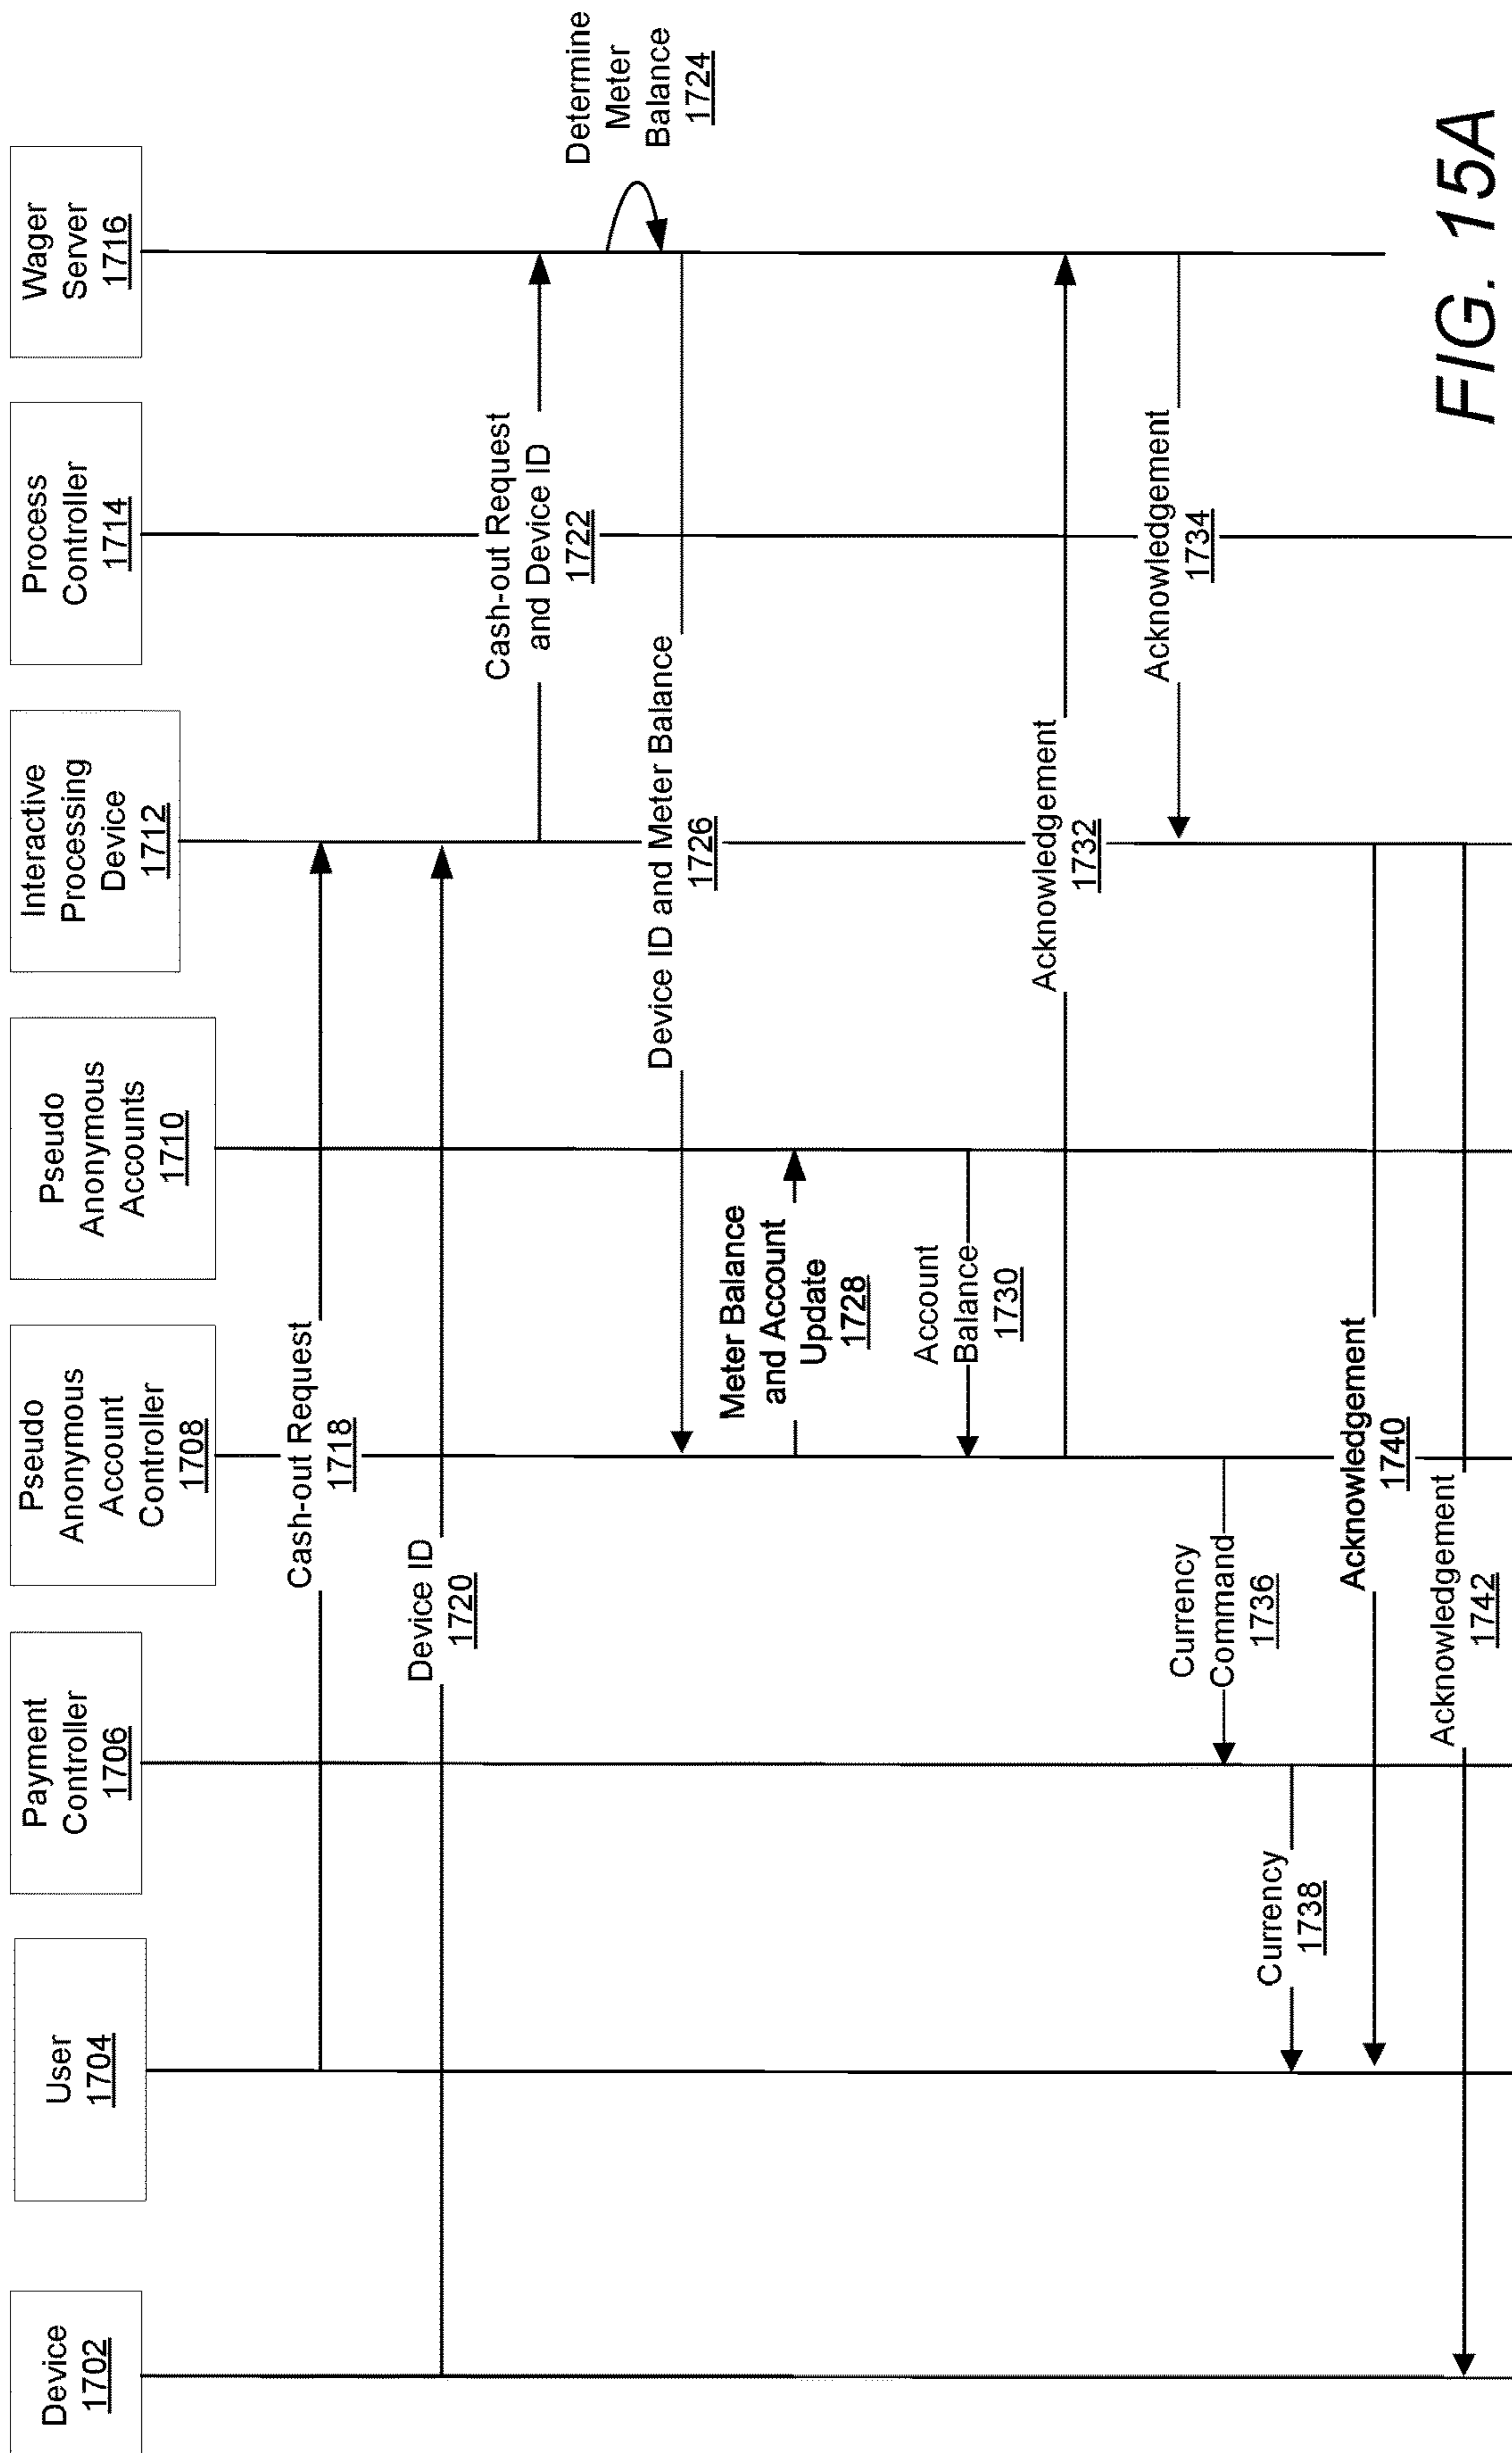 Device
1702
User
1704
Payment
Controller
1706
Pseudo
Anonymous
Account
Controller
1708
Pseudo
Anonymous
Accounts
1710
Interactive
Processing
Device
1712
Process
Controller
1714
Wager
Server
1716
Cash-out Request
1718
Device ID
1720
Cash-out Request
and Device ID
1722
Determine
Meter
Balance
1724
Device ID and Meter Balance
1726
Meter Balance
and Account
Update
1728
Account
Balance
1730
Acknowledgement
1732
Acknowledgement
1734
Currency
Command
1736
Currency
1738
Acknowledgement
1740
Acknowledgement
1742
FIG. 15A